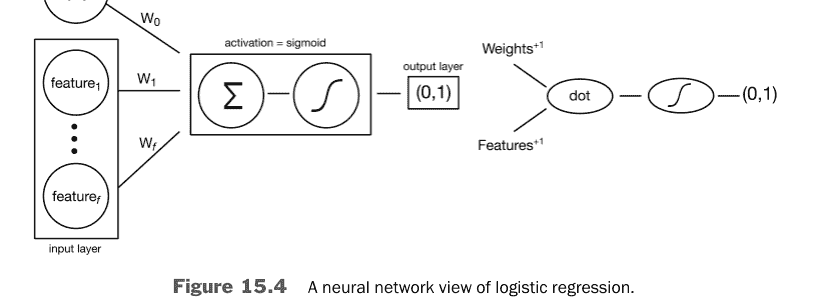 W0
activation = sigmoid
Weights+1
feature1
W1
Σ
output layer
(0,1)
dot
(0,1)
Wf
Features+1
featuref
input layer
Figure 15.4 A neural network view of logistic regression.